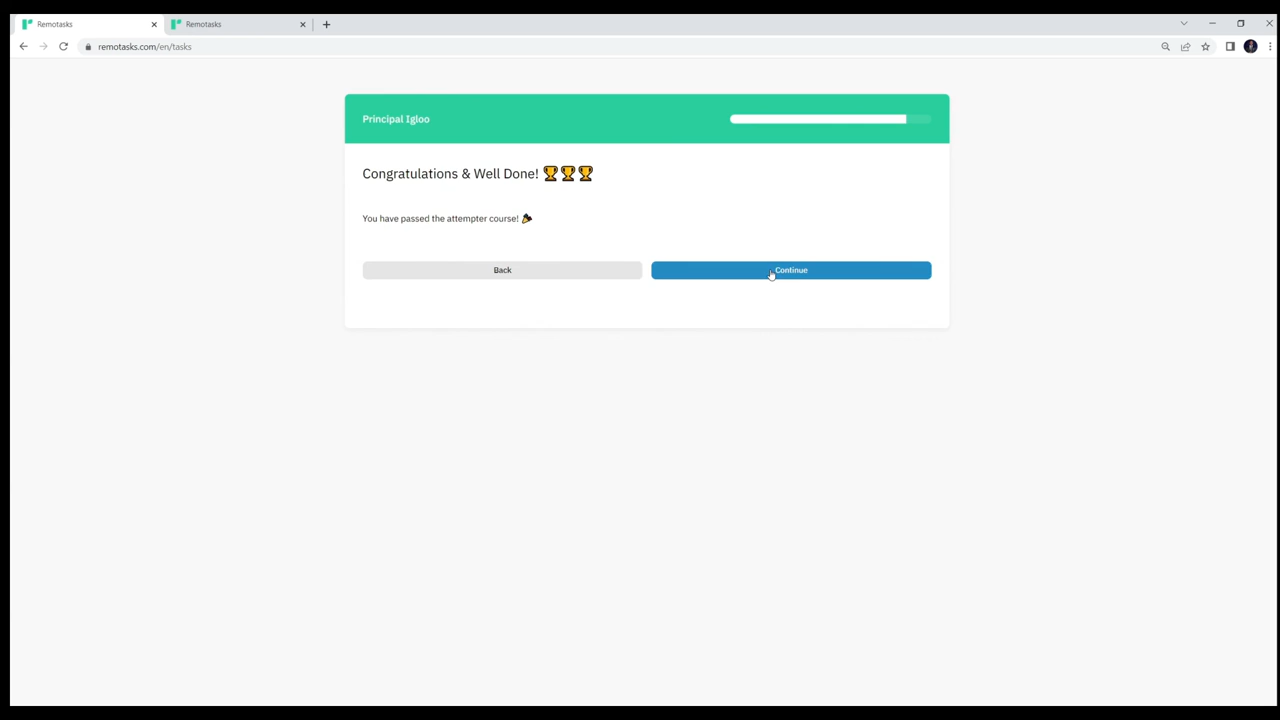 Remotasks
Remotasks
remotasks.com/en/tasks
Principal Igloo
Congratulations & Well Done! 🏆🏆🏆
You have passed the attempter course! 🎉
Back
Continue